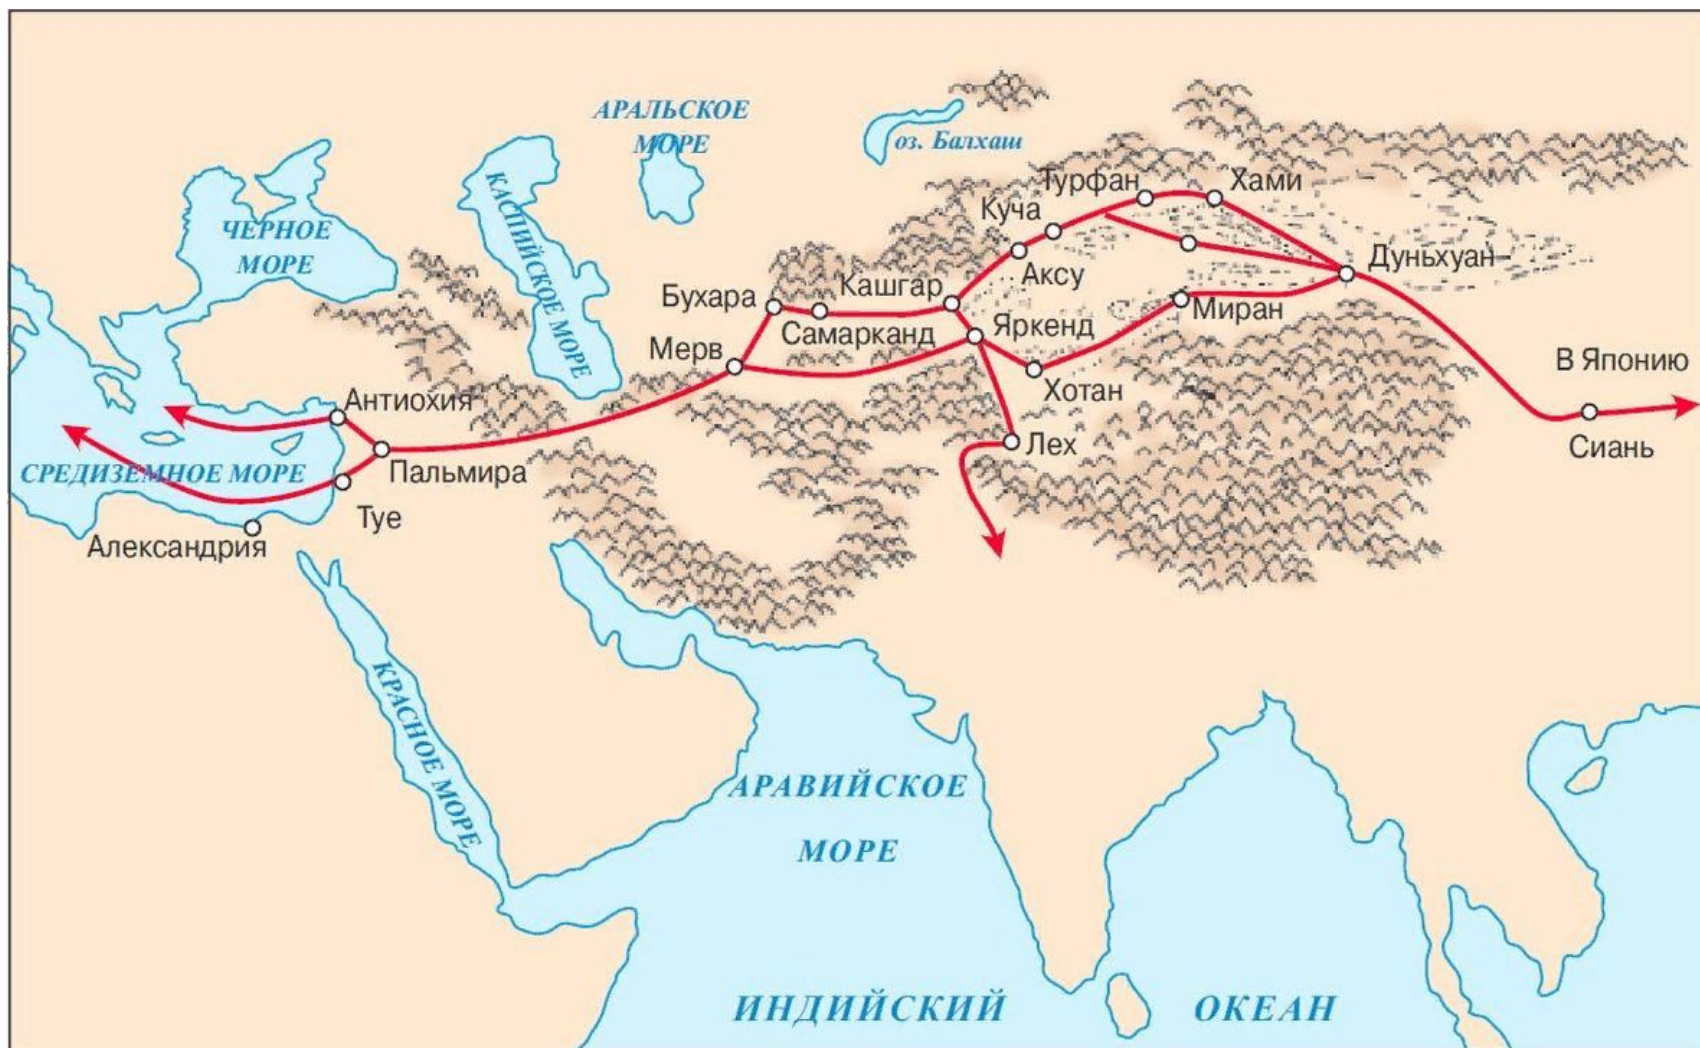 АРАЛЬСКОЕ
МОРЕ
оз. Балхаш
ЧЕРНОЕ
МОРЕ
КАСПИЙСКОЕ МОРЕ
Турфан
Хами
Куча
Аксу
Дуньхуан
Бухара
Кашгар
Самарканд
Яркенд
Миран
Мерв
Хотан
В ЯПОНИЮ
Сиань
Антиохия
Лех
СРЕДИЗЕМНОЕ МОРЕ
Пальмира
Туе
Александрия
КРАСНОЕ МОРЕ
АРАВИЙСКОЕ
МОРЕ
ИНДИЙСКИЙ ОКЕАН